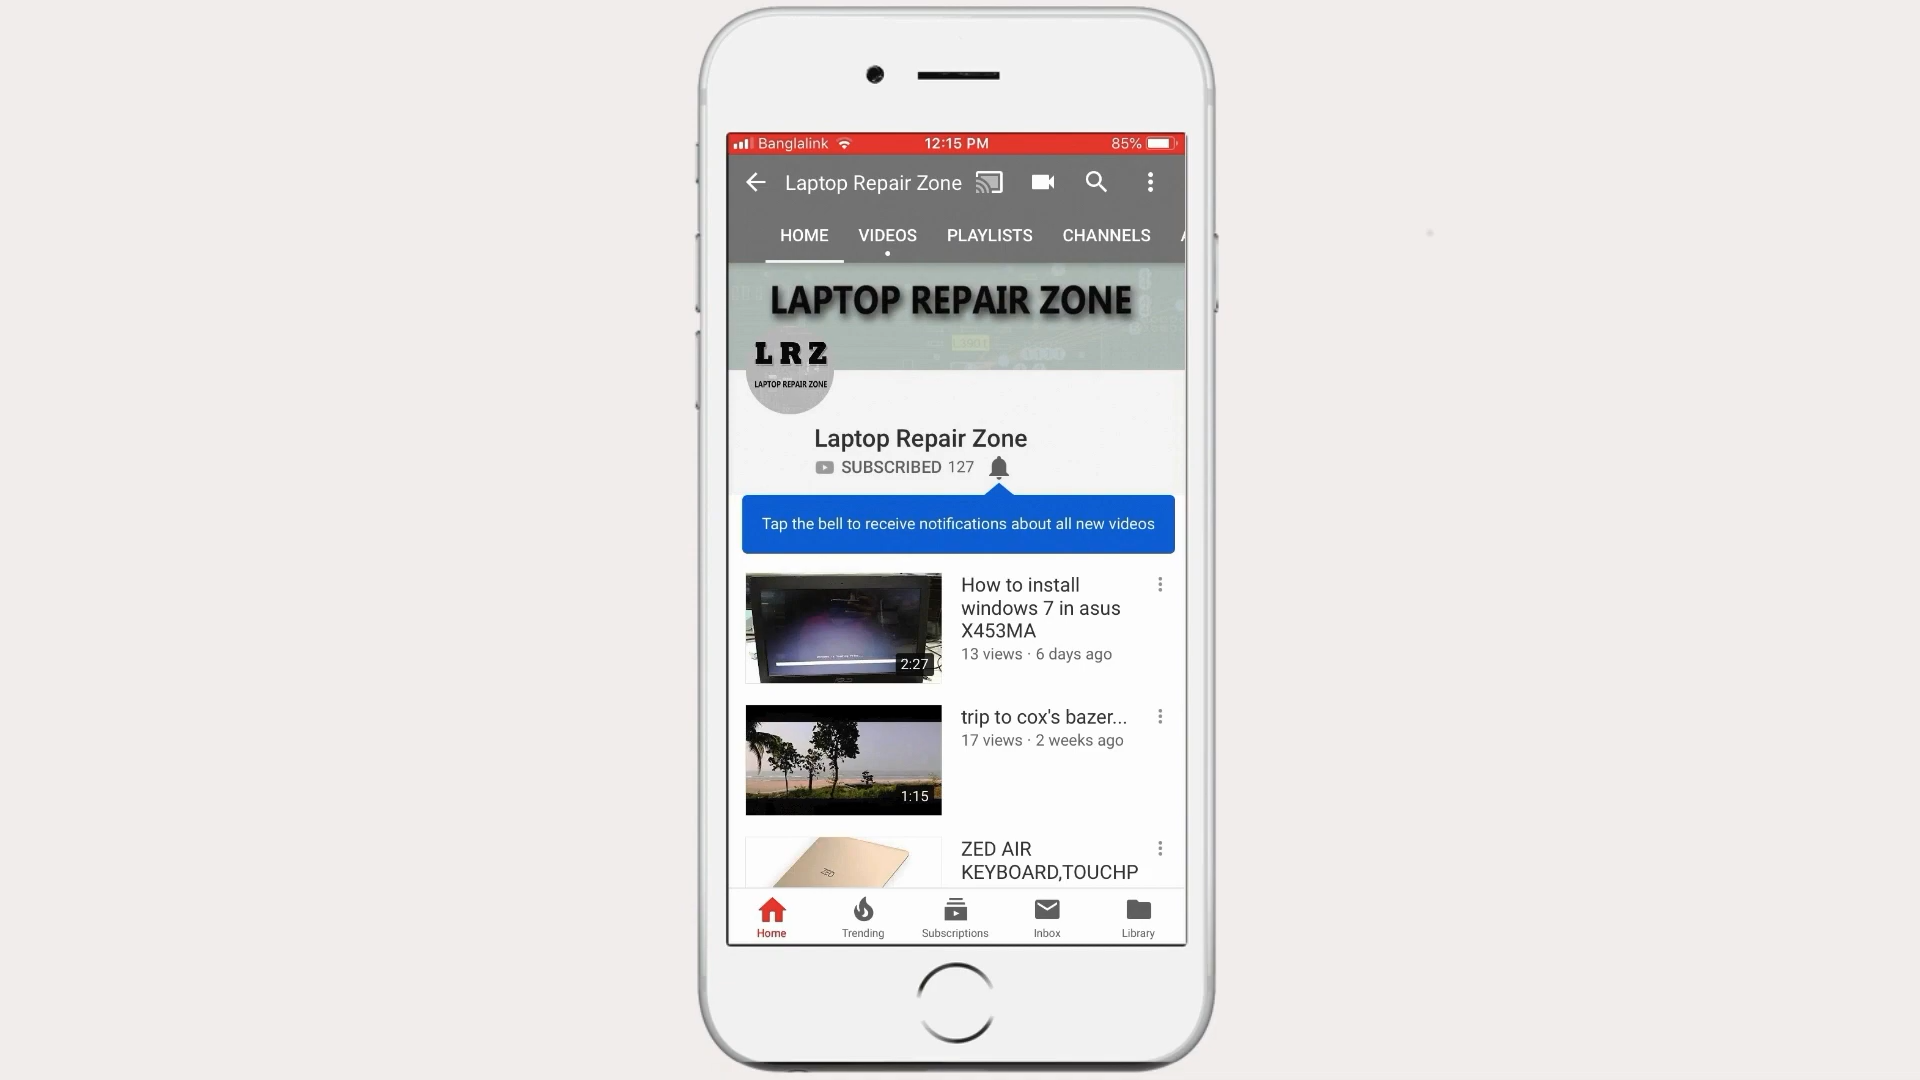 Banglalink 12:15 PM 85%
Laptop Repair Zone
HOME VIDEOS PLAYLISTS CHANNELS
LAPTOP REPAIR ZONE
LRZ
LAPTOP REPAIR ZONE
Laptop Repair Zone
SUBSCRIBED 127
Tap the bell to receive notifications about all new videos
How to install
windows 7 in asus
X453MA
13 views · 6 days ago
2:27
trip to cox's bazer...
17 views · 2 weeks ago
1:15
ZED AIR
KEYBOARD,TOUCHP
ZED
Home Trending Subscriptions Inbox Library